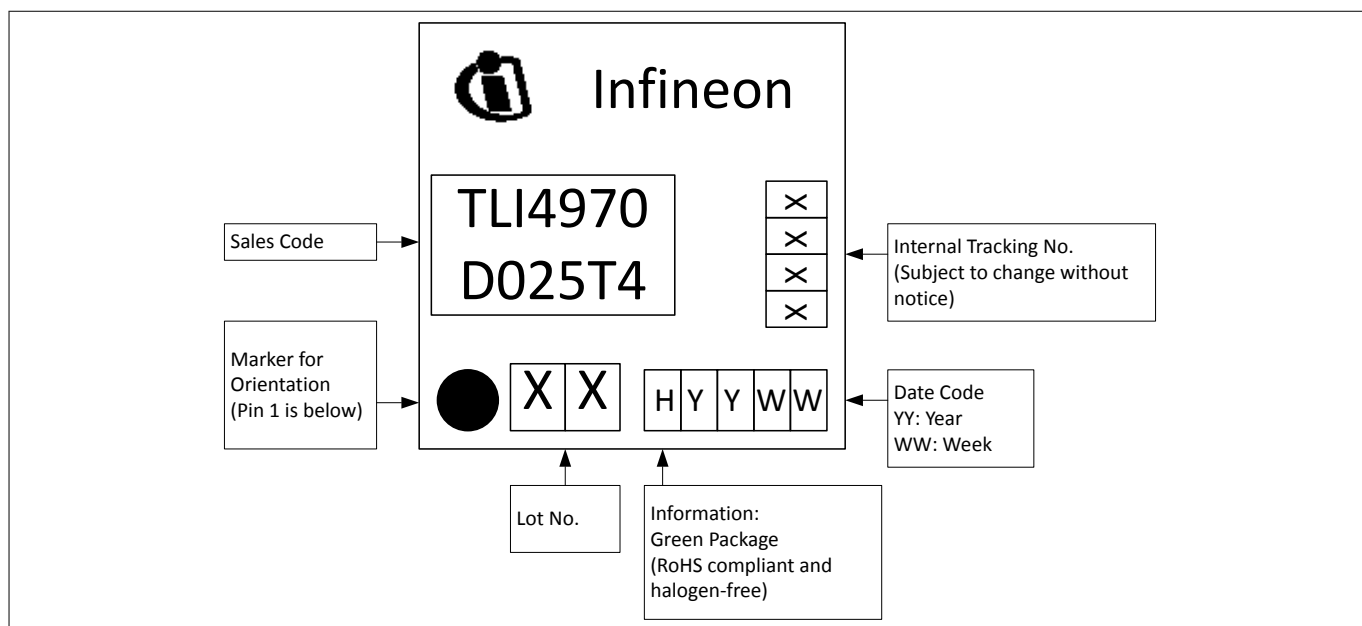 Infineon
TLI4970
D025T4
X
X
X
X
Sales Code
Internal Tracking No.
(Subject to change without
notice)
Marker for
Orientation
(Pin 1 is below)
X X
H Y Y W W
Date Code
YY: Year
WW: Week
Lot No.
Information:
Green Package
(RoHS compliant and
halogen-free)